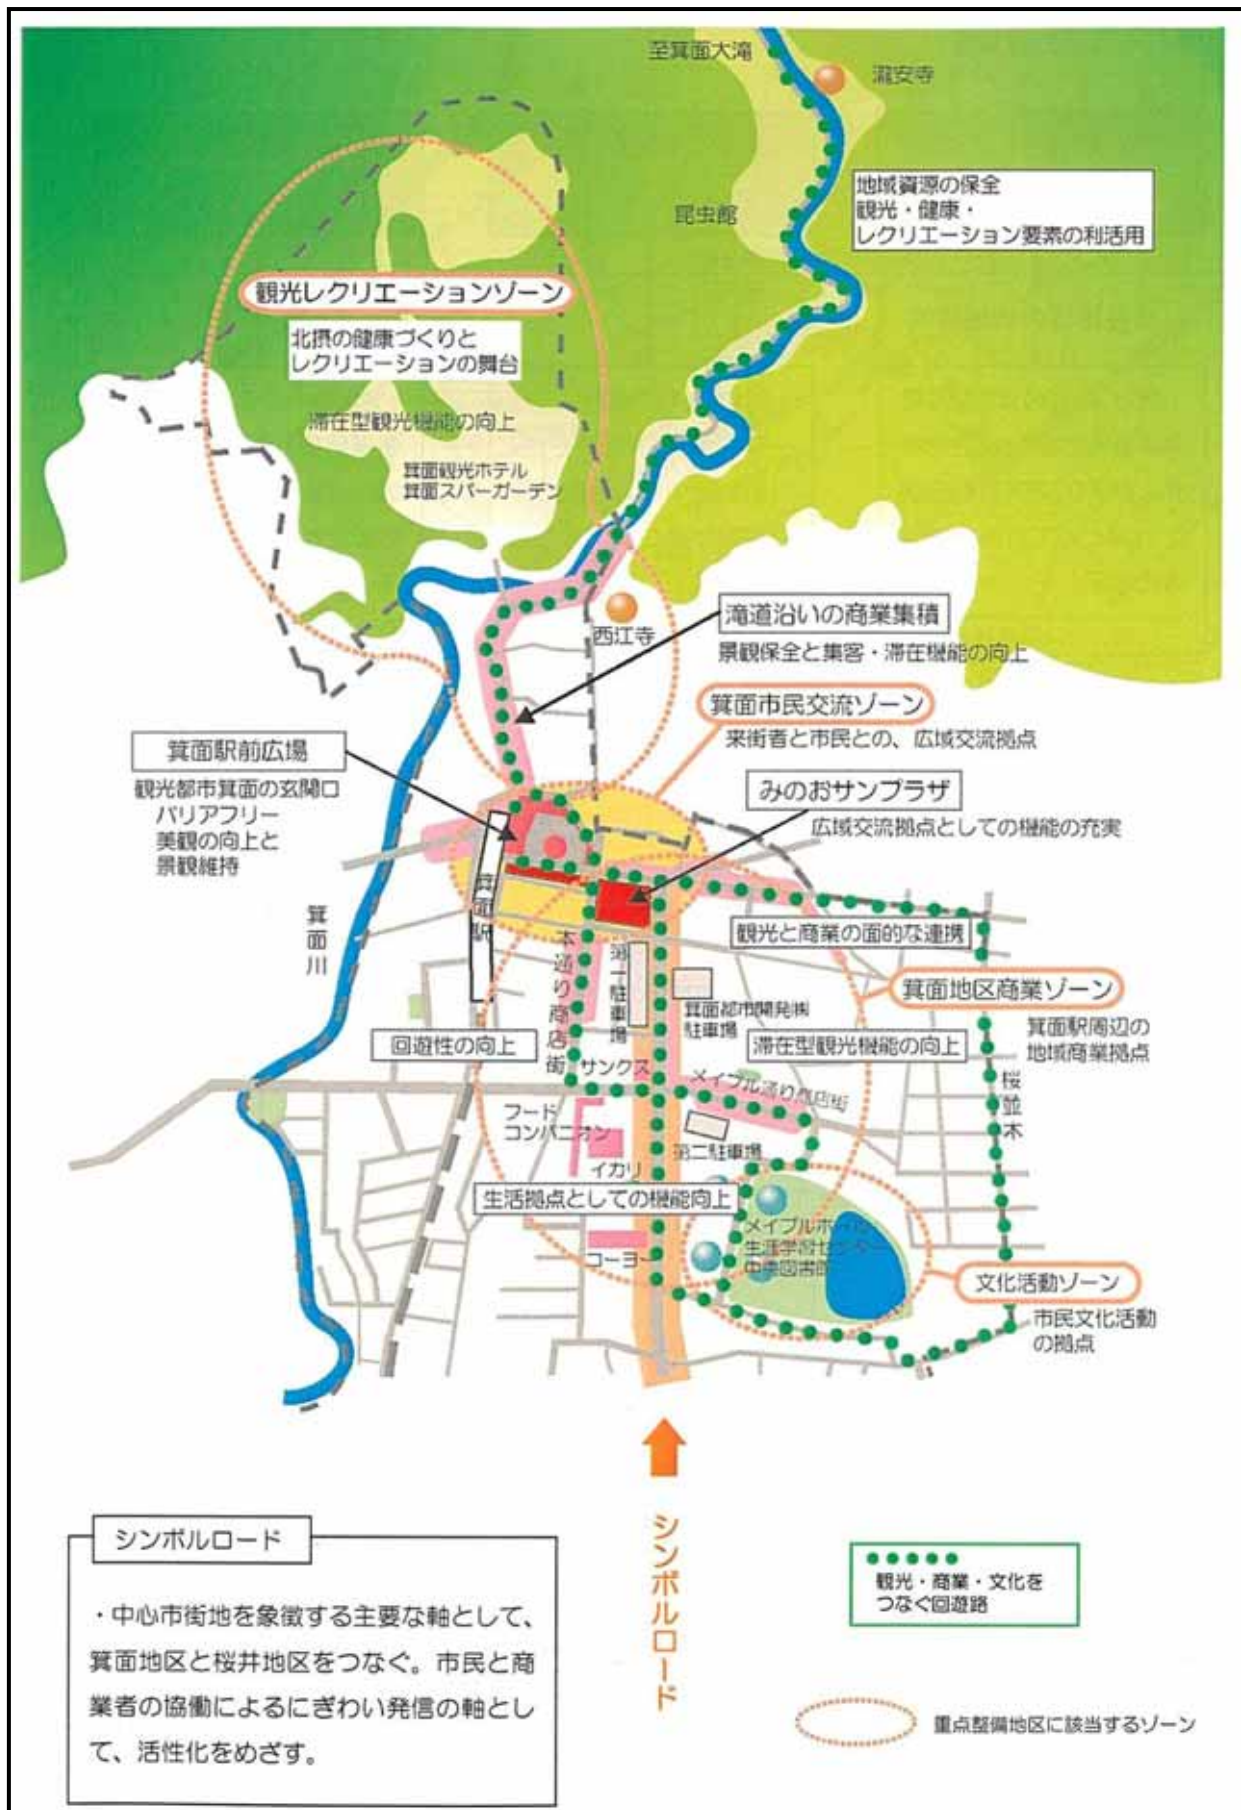 至箕面大滝
瀧安寺
地域資源の保全
観光・健康・
レクリエーション要素の利活用
昆虫館
観光レクリエーションゾーン
北摂の健康づくりと
レクリエーションの舞台
滞在型観光機能の向上
箕面観光ホテル
箕面スパーガーデン
滝道沿いの商業集積
西江寺
景観保全と集客・滞在機能の向上
箕面市民交流ゾーン
来街者と市民との、広域交流拠点
箕面駅前広場
観光都市箕面の玄関口
バリアフリー
美観の向上と
景観維持
みのおサンプラザ
広域交流拠点としての機能の充実
箕面駅
箕面川
本通り商店街
第一駐車場
観光と商業の面的な連携
箕面地区商業ゾーン
箕面都市開発㈱
駐車場
箕面駅周辺の
地域商業拠点
回遊性の向上
滞在型観光機能の向上
サンクス
メイプル通り商店街
桜並木
フード
コンパニオン
イカリ
第二駐車場
生活拠点としての機能向上
メイプルホール
生涯学習センター
中央図書館
コーヨー
文化活動ゾーン
市民文化活動
の拠点
シンボルロード
シンボルロード
・中心市街地を象徴する主要な軸として、
箕面地区と桜井地区をつなぐ。市民と商
業者の協働によるにぎわい発信の軸とし
て、活性化をめざす。
観光・商業・文化を
つなぐ回遊路
重点整備地区に該当するゾーン